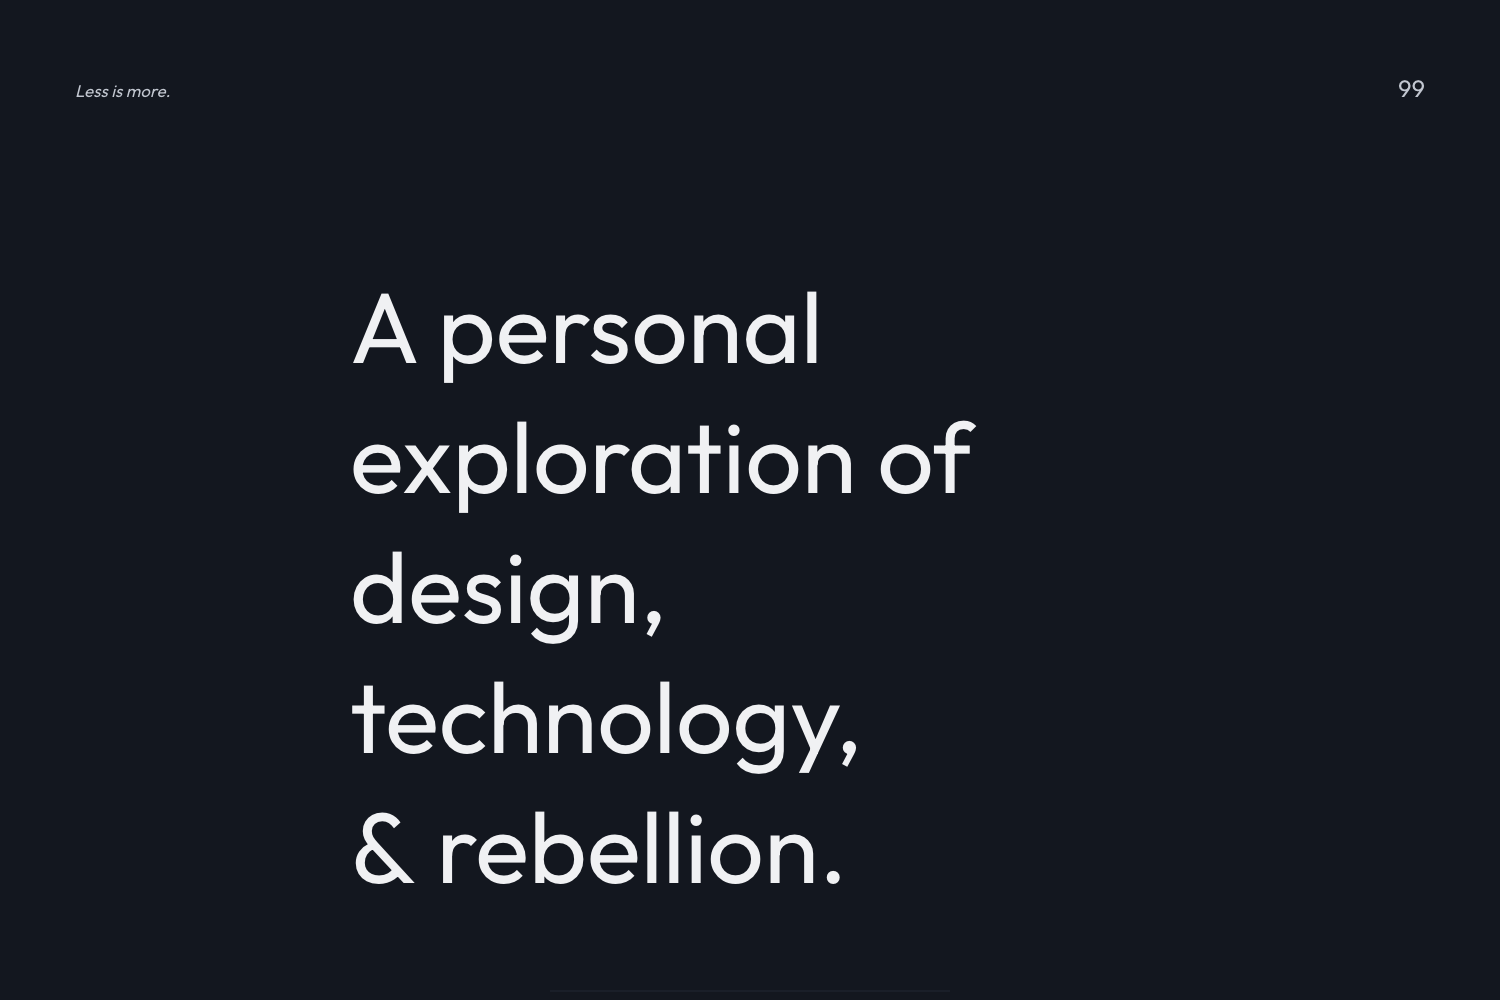 Less is more.
99
A personal
exploration of
design,
technology,
& rebellion.